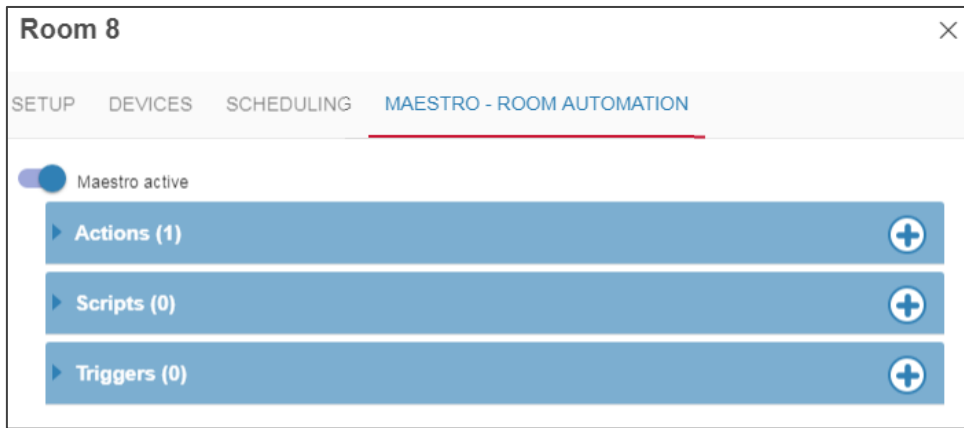 Room 8
SETUP DEVICES SCHEDULING MAESTRO - ROOM AUTOMATION
Maestro active
Actions (1)
Scripts (0)
Triggers (0)